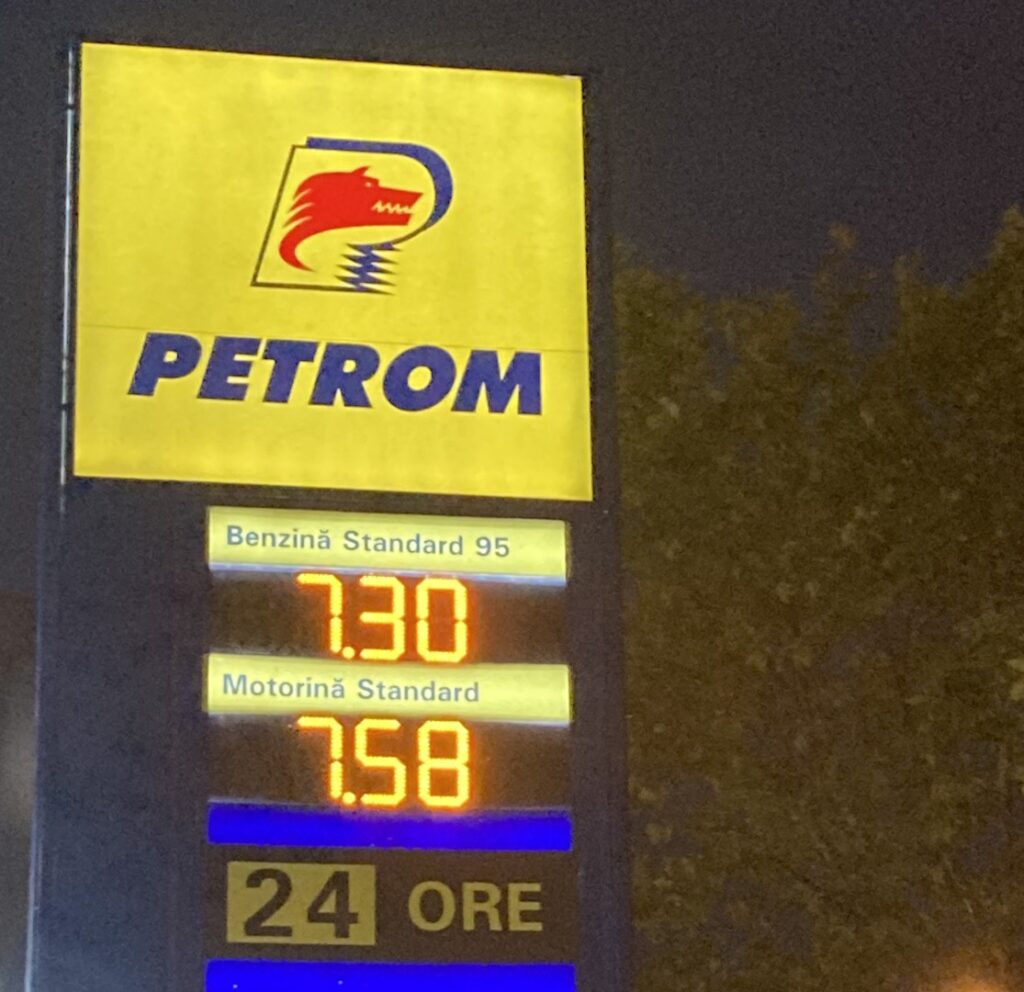 PETROM
Benzină Standard 95
7.30
Motorină Standard
7.58
24 ORE